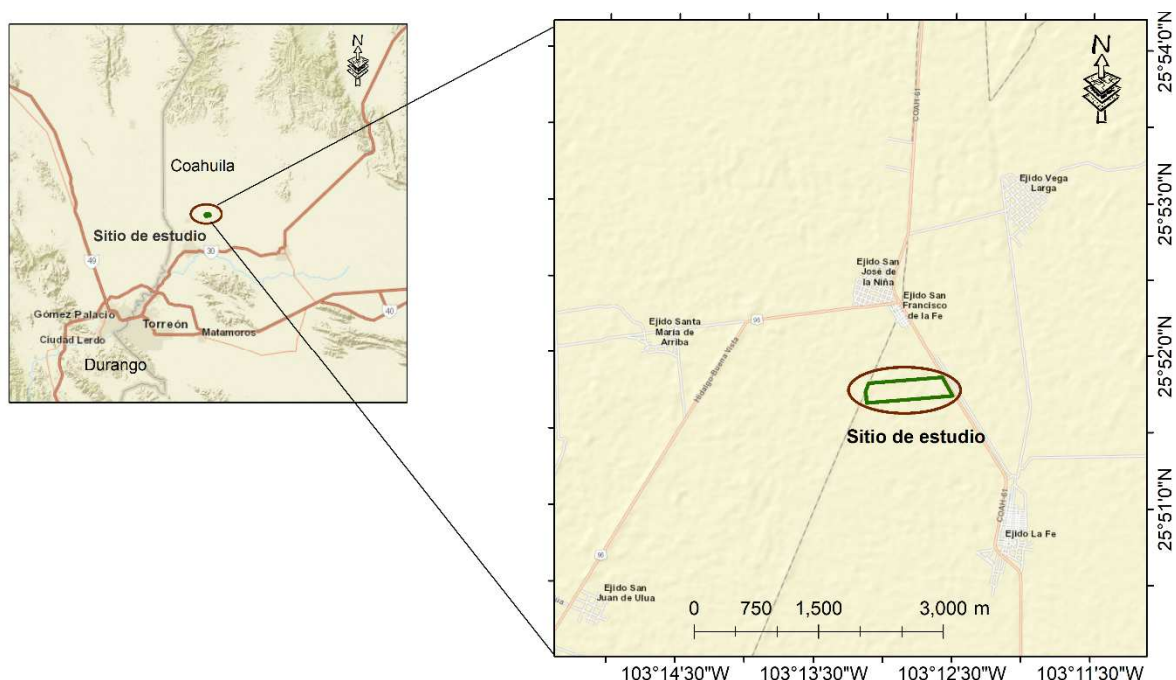 N
Coahuila
Sitio de estudio
30
49
Gómez Palacio
Torreón
Matamoros
Ciudad Lerdo
40
Durango
N
COAH-61
Ejido Vega
Larga
Ejido San
José de
la Niña
Ejido San
Francisco
de la Fe
Ejido Santa
María de
Arriba
96
Hidalgo-Buena Vista
Sitio de estudio
COAH-61
Ejido La Fe
96
Ejido San
Juan de Ulua
0 750 1,500 3,000 m
25°54'0"N
25°53'0"N
25°52'0"N
25°51'0"N
103°14'30"W 103°13'30"W 103°12'30"W 103°11'30"W